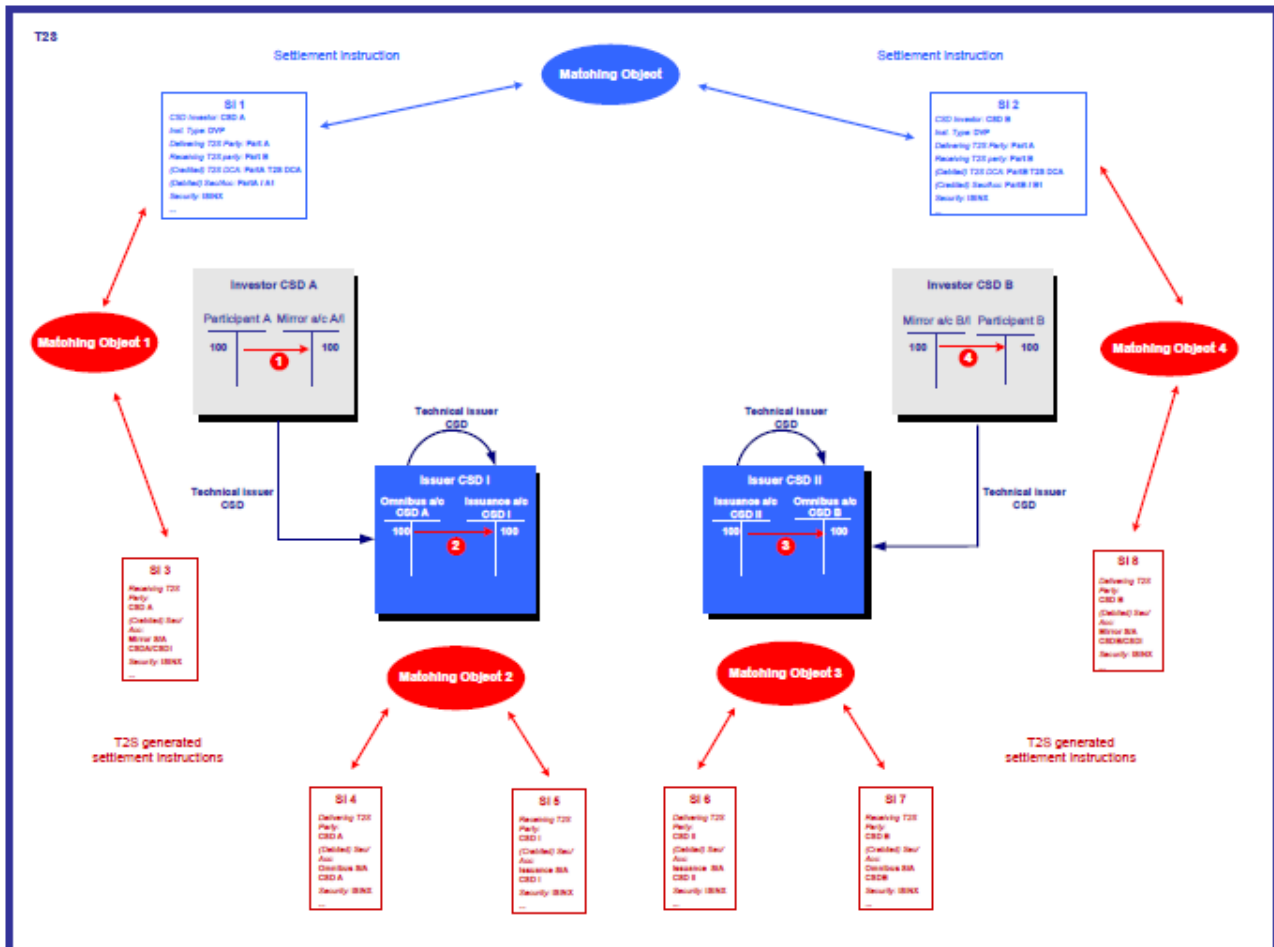 T2S
Settlement Instruction
Matching Object
Settlement Instruction
SI 1
CSD Investor: CSD A
Inst. Type: DVP
Delivering T2S Party: Part A
Receiving T2S party: Part B
(Credited) T2S DCA: PartA T2S DCA
(Debited) Sec/Acc: PartA / A1
Security: ISINX
...
SI 2
CSD Investor: CSD B
Inst. Type: DVP
Delivering T2S Party: Part A
Receiving T2S party: Part B
(Debited) T2S DCA: PartB T2S DCA
(Credited) Sec/Acc: PartB / B1
Security: ISINX
...
Investor CSD A
Participant A Mirror a/c A/I
100 100
1
Investor CSD B
Mirror a/c B/I Participant B
100 100
4
Matching Object 1
Matching Object 4
Technical issuer
CSD
Technical issuer
CSD
Technical issuer
CSD
Technical issuer
CSD
Issuer CSD I
Omnibus a/c Issuance a/c
CSD A CSD I
100 100
2
Issuer CSD II
Issuance a/c Omnibus a/c
CSD II CSD B
100 100
3
SI 3
Receiving T2S
Party:
CSD A
(Credited) Sec/
Acc:
Mirror S/A
CSDA/CSDI
Security: ISINX
...
SI 8
Delivering T2S
Party:
CSD B
(Debited) Sec/
Acc:
Mirror S/A
CSDB/CSDI
Security: ISINX
...
Matching Object 2
Matching Object 3
T2S generated
settlement instructions
T2S generated
settlement instructions
SI 4
Delivering T2S
Party:
CSD A
(Debited) Sec/
Acc:
Omnibus S/A
CSD A
Security: ISINX
...
SI 5
Receiving T2S
Party:
CSD I
(Credited) Sec/
Acc:
Issuance S/A
CSD I
Security: ISINX
...
SI 6
Delivering T2S
Party:
CSD II
(Debited) Sec/
Acc:
Issuance S/A
CSD II
Security: ISINX
...
SI 7
Receiving T2S
Party:
CSD B
(Credited) Sec/
Acc:
Omnibus S/A
CSDB
Security: ISINX
...